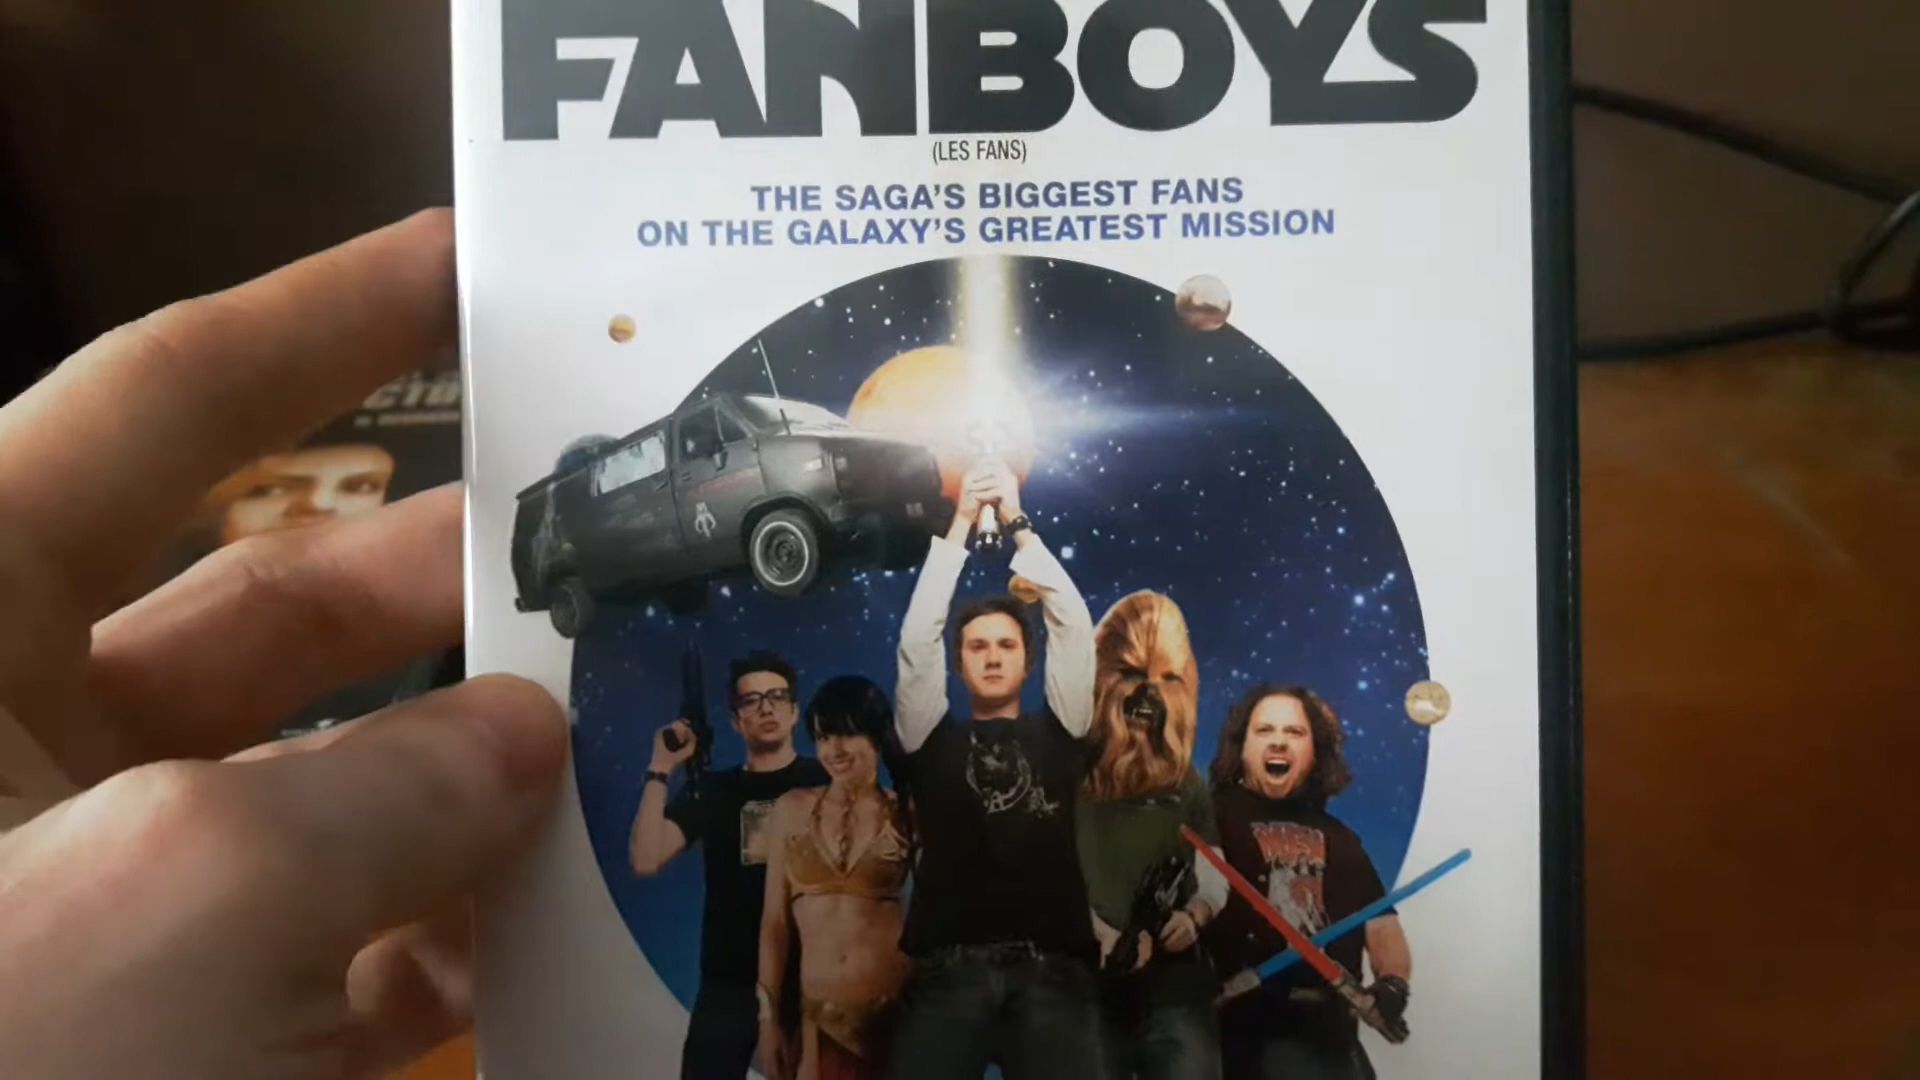 FANBOYS
(LES FANS)
THE SAGA'S BIGGEST FANS
ON THE GALAXY'S GREATEST MISSION